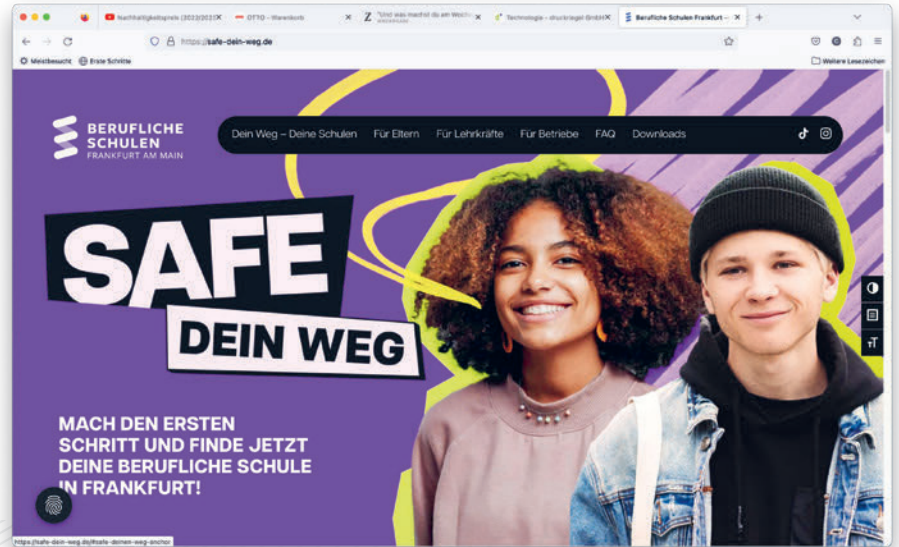 Nachhaltigkeitspreis (2022/2023)
OTTO – Warenkorb
"Und was machst du am Woche
Technologie – druckriegel GmbH
Berufliche Schulen Frankfurt –
https://safe-dein-weg.de
Meistbesucht
Erste Schritte
Weitere Lesezeichen
BERUFLICHE
SCHULEN
FRANKFURT AM MAIN
Dein Weg – Deine Schulen
Für Eltern
Für Lehrkräfte
Für Betriebe
FAQ
Downloads
SAFE
DEIN WEG
MACH DEN ERSTEN
SCHRITT UND FINDE JETZT
DEINE BERUFLICHE SCHULE
IN FRANKFURT!
https://safe-dein-weg.de/#safe-deinen-weg-anchor